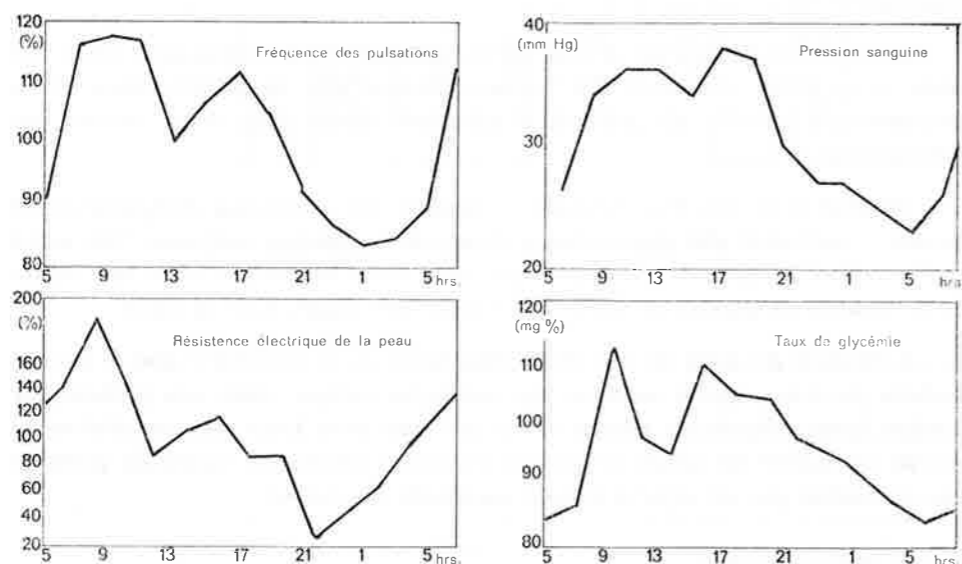 120
(%)
Fréquence des pulsations
110
100
90
80
5 9 13 17 21 1 5 hrs.
40
(mm Hg)
Pression sanguine
30
20
5 9 13 17 21 1 5 hrs
200
(%)
Résistence électrique de la peau
160
140
120
100
80
60
40
20
5 9 13 17 21 1 5 hrs.
120
(mg %)
Taux de glycémie
110
100
90
80
5 9 13 17 21 1 5 hrs.